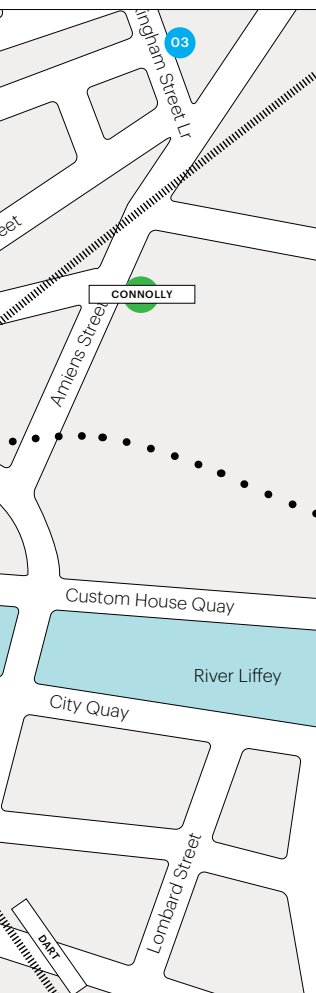 03
ingham Street Lr
eet
CONNOLLY
Amiens Street
Custom House Quay
River Liffey
City Quay
Lombard Street
DART